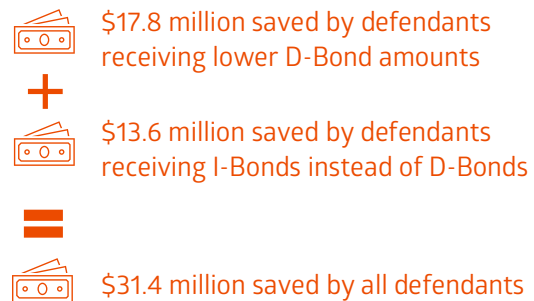 $17.8 million saved by defendants
receiving lower D-Bond amounts
+
$13.6 million saved by defendants
receiving I-Bonds instead of D-Bonds
=
$31.4 million saved by all defendants